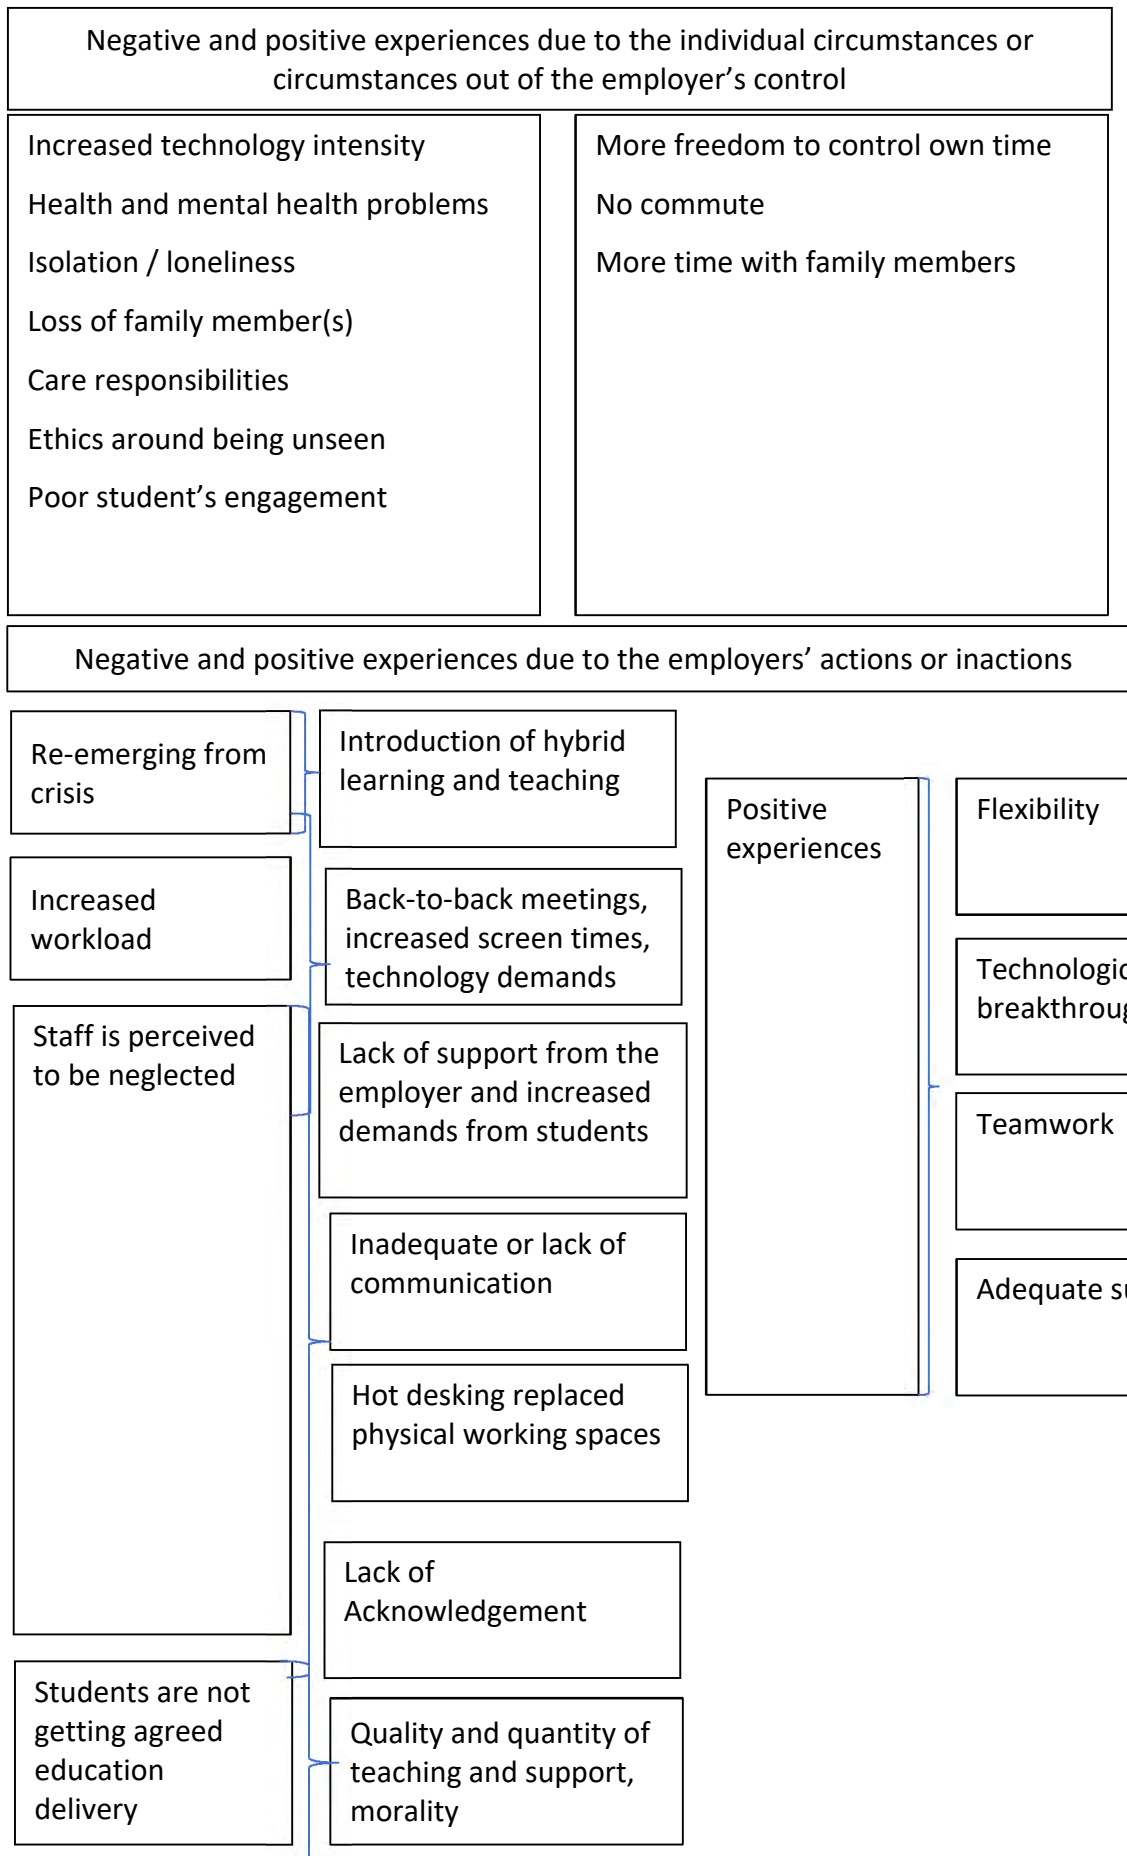 Negative and positive experiences due to the individual circumstances or
circumstances out of the employer’s control
Increased technology intensity
Health and mental health problems
Isolation / loneliness
Loss of family member(s)
Care responsibilities
Ethics around being unseen
Poor student’s engagement
More freedom to control own time
No commute
More time with family members
Negative and positive experiences due to the employers’ actions or inactions
Re-emerging from
crisis
Increased
workload
Staff is perceived
to be neglected
Students are not
getting agreed
education
delivery
Introduction of hybrid
learning and teaching
Back-to-back meetings,
increased screen times,
technology demands
Lack of support from the
employer and increased
demands from students
Inadequate or lack of
communication
Hot desking replaced
physical working spaces
Lack of
Acknowledgement
Quality and quantity of
teaching and support,
morality
Positive
experiences
Flexibility
Teamwork
Adequate